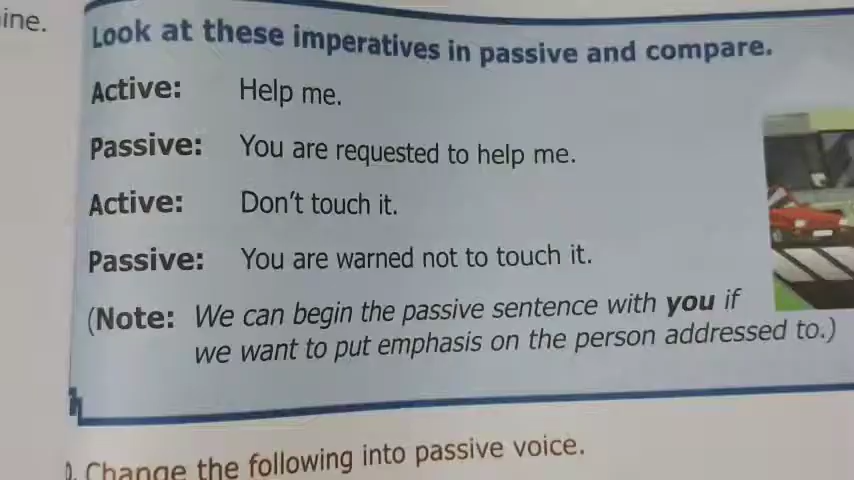 ine.
Look at these imperatives in passive and compare.
Active: Help me.
Passive: You are requested to help me.
Active: Don't touch it.
Passive: You are warned not to touch it.
(Note: We can begin the passive sentence with you if
we want to put emphasis on the person addressed to.)
Change the following into passive voice.